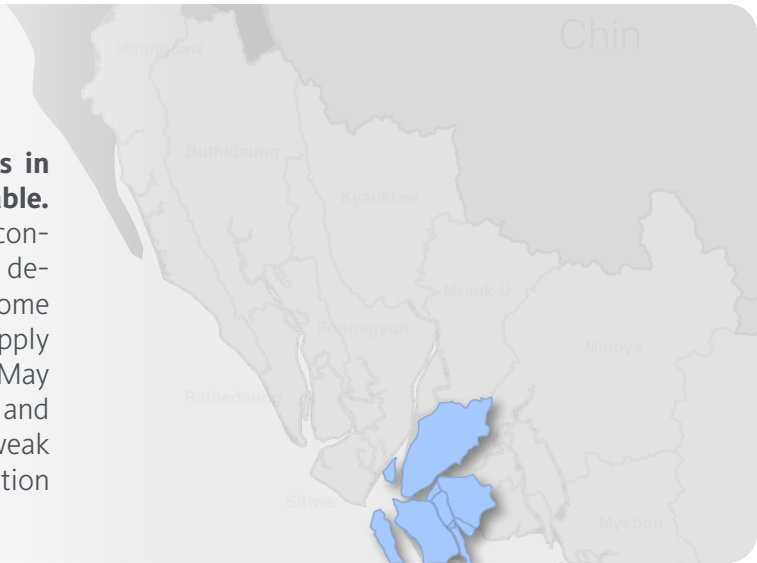 s in
able.
con-
de-
ome
pply
May
and
weak
tion
Chin
Maungdaw
Buthidaung
Kyauktaw
Mrauk-U
Ponnagyun
Minbya
Rathedaung
Sittwe
Myebon